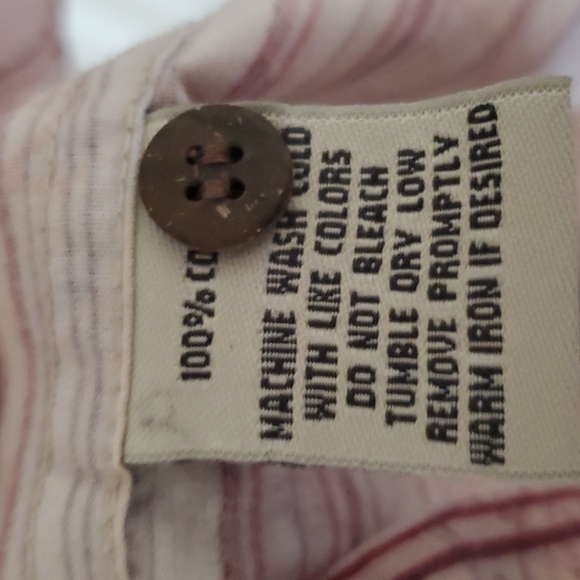 100% CO
MACHINE WASH COLD
WITH LIKE COLORS
DO NOT BLEACH
TUMBLE DRY LOW
REMOVE PROMPTLY
WARM IRON IF DESIRED